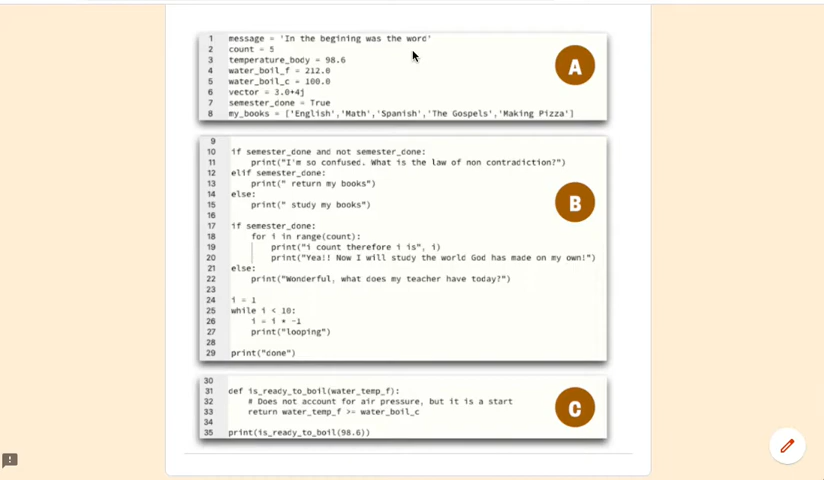 1 message = 'In the begining was the word'
2 count = 5
3 temperature_body = 98.6
4 water_boil_f = 212.0
5 water_boil_c = 100.0
6 vector = 3.0+4j
7 semester_done = True
8 my_books = ['English','Math','Spanish','The Gospels','Making Pizza']
A
9
10 if semester_done and not semester_done:
11 print("I'm so confused. What is the law of non contradiction?")
12 elif semester_done:
13 print(" return my books")
14 else:
15 print(" study my books")
16
17 if semester_done:
18 for i in range(count):
19 print("i count therefore i is", i)
20 print("Yea!! Now I will study the world God has made on my own!")
21 else:
22 print("Wonderful, what does my teacher have today?")
23
24 i = 1
25 while i < 10:
26 i = i + -1
27 print("looping")
28
29 print("done")
B
30
31 def is_ready_to_boil(water_temp_f):
32 # Does not account for air pressure, but it is a start
33 return water_temp_f >= water_boil_c
34
35 print(is_ready_to_boil(98.6))
C